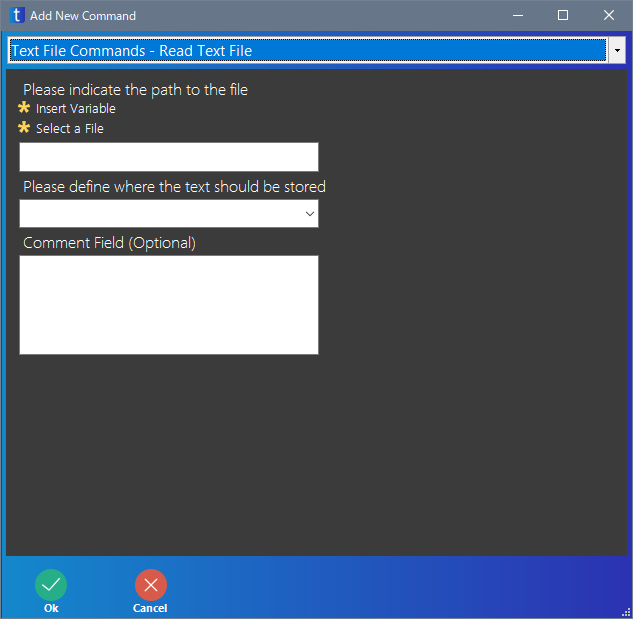 t Add New Command
Text File Commands - Read Text File
Please indicate the path to the file
Insert Variable
Select a File
Please define where the text should be stored
Comment Field (Optional)
Ok Cancel